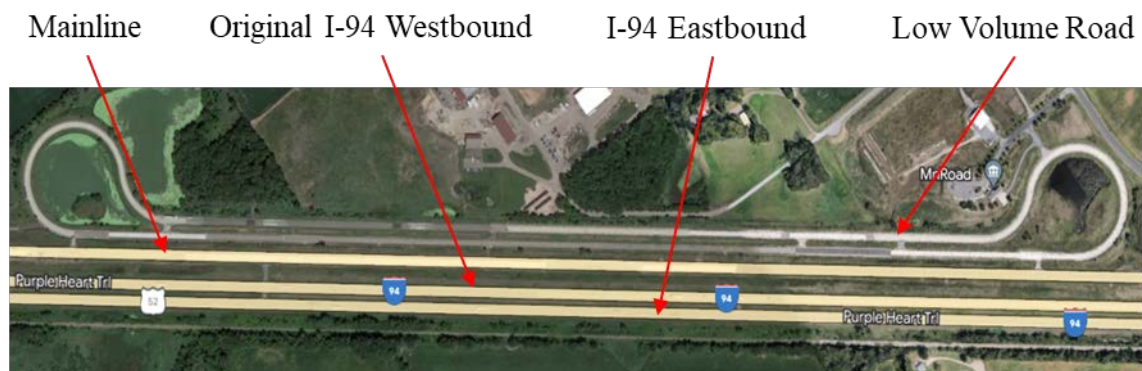 Mainline
Original I-94 Westbound
I-94 Eastbound
Low Volume Road
MnRoad
Purple Heart Trl
52
94
94
Purple Heart Trl
94